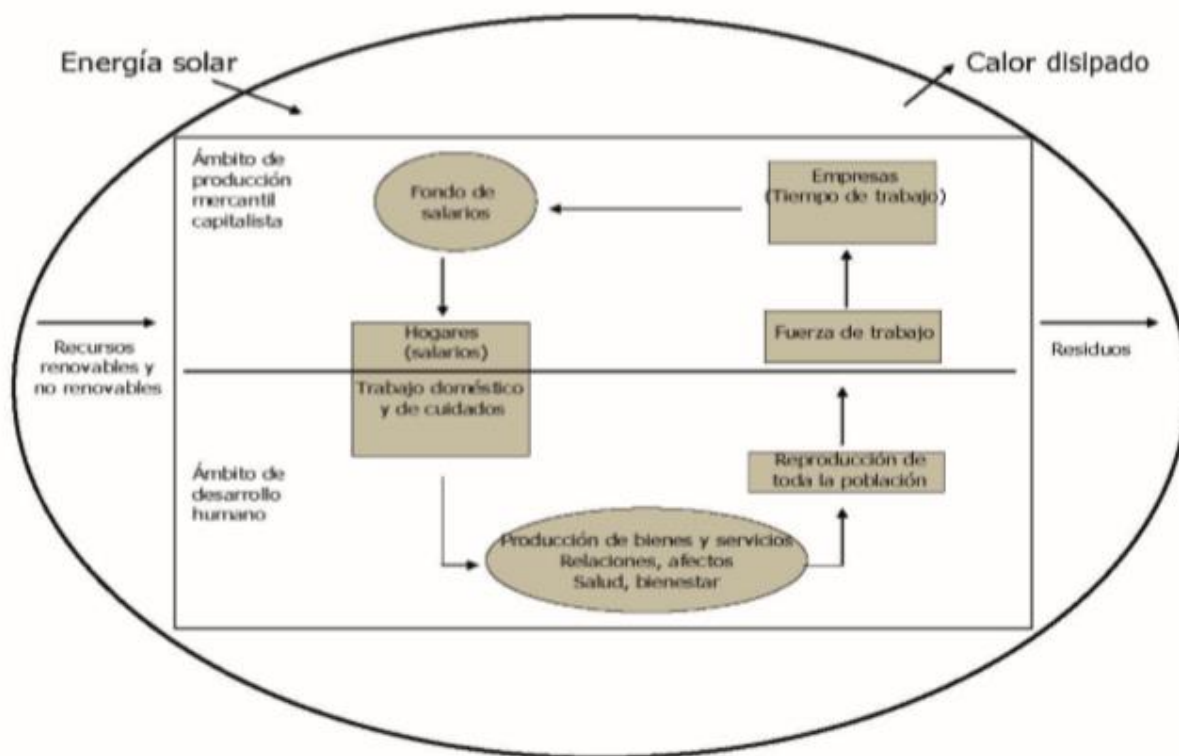 Energía solar
Calor disipado
Ámbito de
producción
mercantil
capitalista
Fondo de
salarios
Empresas
(Tiempo de trabajo)
Recursos
renovables y
no renovables
Hogares
(salarios)
Fuerza de trabajo
Residuos
Trabajo doméstico
y de cuidados
Ámbito de
desarrollo
humano
Reproducción de
toda la población
Producción de bienes y servicios
Relaciones, afectos
Salud, bienestar